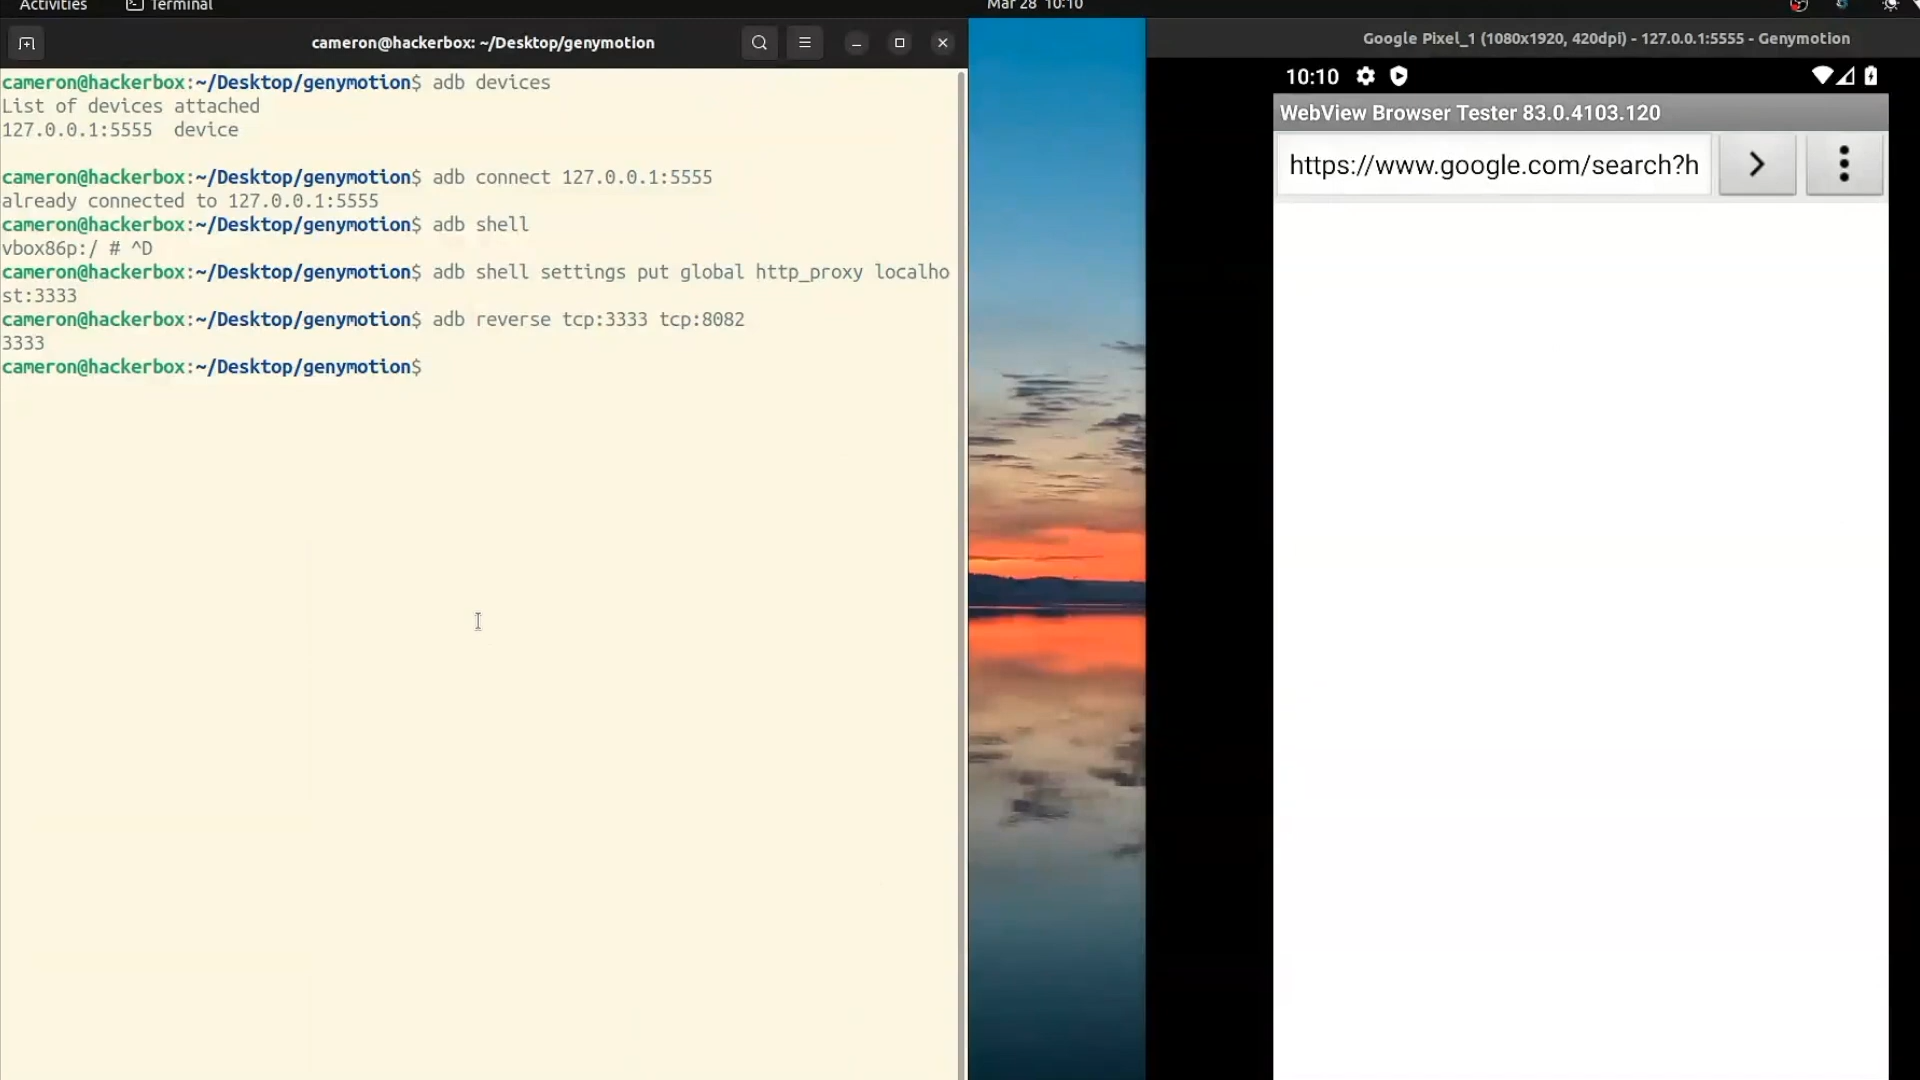 Activities
Terminal
Mar 28 10:10
cameron@hackerbox: ~/Desktop/genymotion
cameron@hackerbox:~/Desktop/genymotion$ adb devices
List of devices attached
127.0.0.1:5555 device
cameron@hackerbox:~/Desktop/genymotion$ adb connect 127.0.0.1:5555
already connected to 127.0.0.1:5555
cameron@hackerbox:~/Desktop/genymotion$ adb shell
vbox86p:/ # ^D
cameron@hackerbox:~/Desktop/genymotion$ adb shell settings put global http_proxy localho
st:3333
cameron@hackerbox:~/Desktop/genymotion$ adb reverse tcp:3333 tcp:8082
3333
cameron@hackerbox:~/Desktop/genymotion$
Google Pixel_1 (1080x1920, 420dpi) - 127.0.0.1:5555 - Genymotion
10:10
WebView Browser Tester 83.0.4103.120
https://www.google.com/search?h